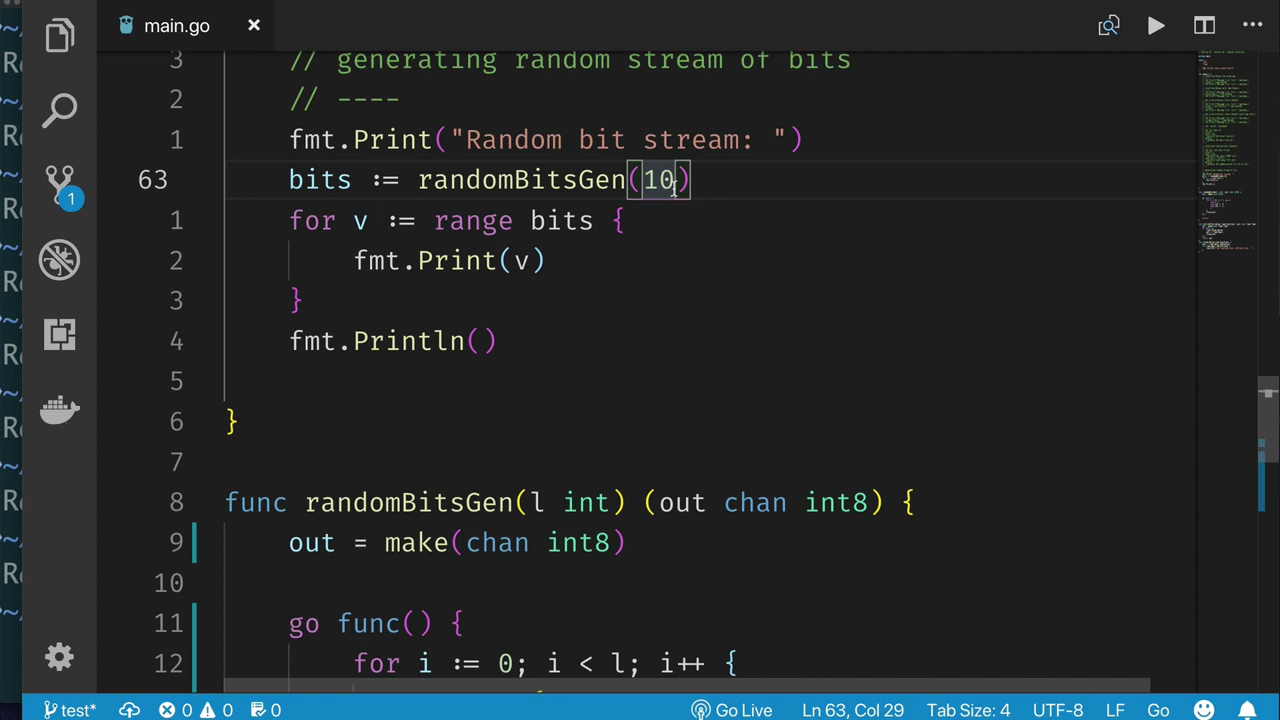 main.go
3 // generating random stream of bits
2 // ----
1 fmt.Print("Random bit stream: ")
63 bits := randomBitsGen(10)
1 for v := range bits {
2 fmt.Print(v)
3 }
4 fmt.Println()
5
6 }
7
8 func randomBitsGen(l int) (out chan int8) {
9 out = make(chan int8)
10
11 go func() {
12 for i := 0; i < l; i++ {
1
test* 0 0 0 Go Live Ln 63, Col 29 Tab Size: 4 UTF-8 LF Go